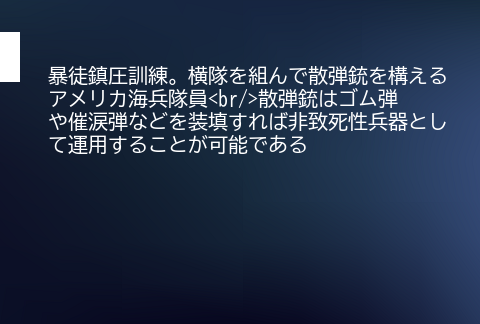 暴徒鎮圧訓練。横隊を組んで散弾銃を構える
アメリカ海兵隊員<br/>散弾銃はゴム弾
や催涙弾などを装填すれば非致死性兵器とし
て運用することが可能である